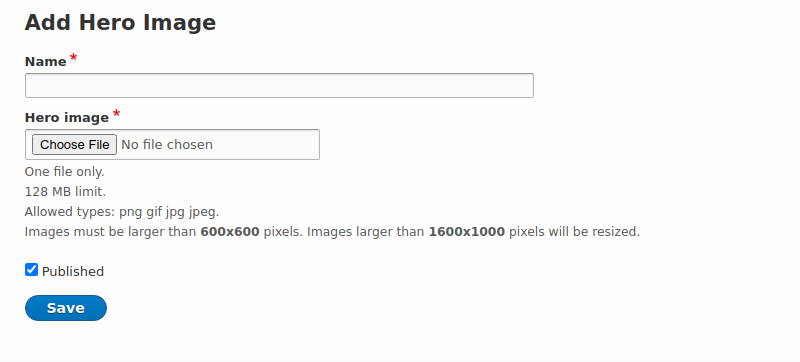 Add Hero Image
Name *
Hero image *
Choose File No file chosen
One file only.
128 MB limit.
Allowed types: png gif jpg jpeg.
Images must be larger than 600x600 pixels. Images larger than 1600x1000 pixels will be resized.
Published
Save